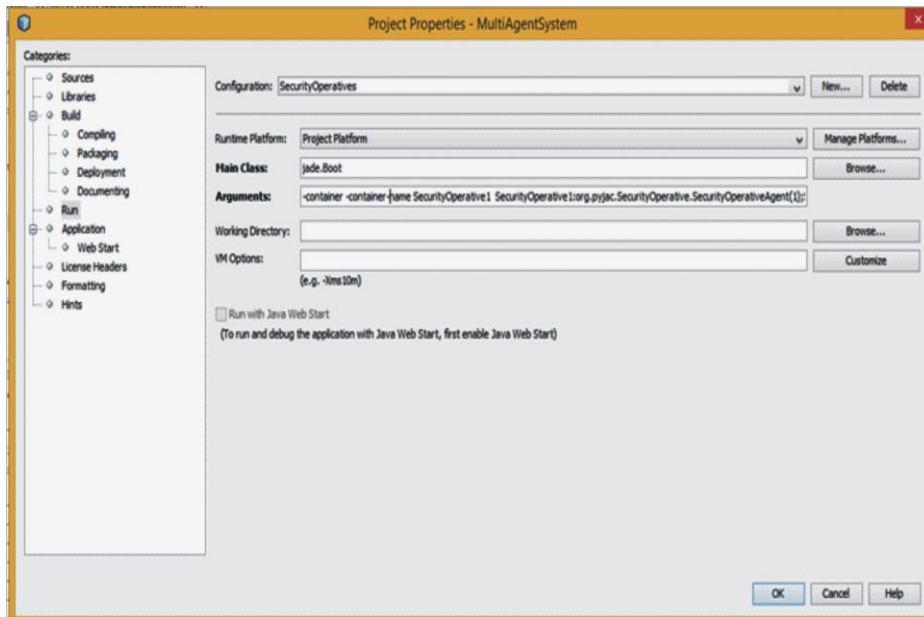 Project Properties - MultiAgentSystem
x
Categories:
Sources
Libraries
Build
Compiling
Packaging
Deployment
Documenting
Run
Application
Web Start
License Headers
Formatting
Hints
Configuration: SecurityOperatives New... Delete
Runtime Platform: Project Platform Manage Platforms...
Main Class: jade.Boot Browse...
Arguments: -container -container-name SecurityOperative1 SecurityOperative1:org.pyjac.SecurityOperative.SecurityOperativeAgent(1);
Working Directory: Browse...
VM Options: Customize
(e.g. -Xms10m)
Run with Java Web Start
(To run and debug the application with Java Web Start, first enable Java Web Start)
OK Cancel Help